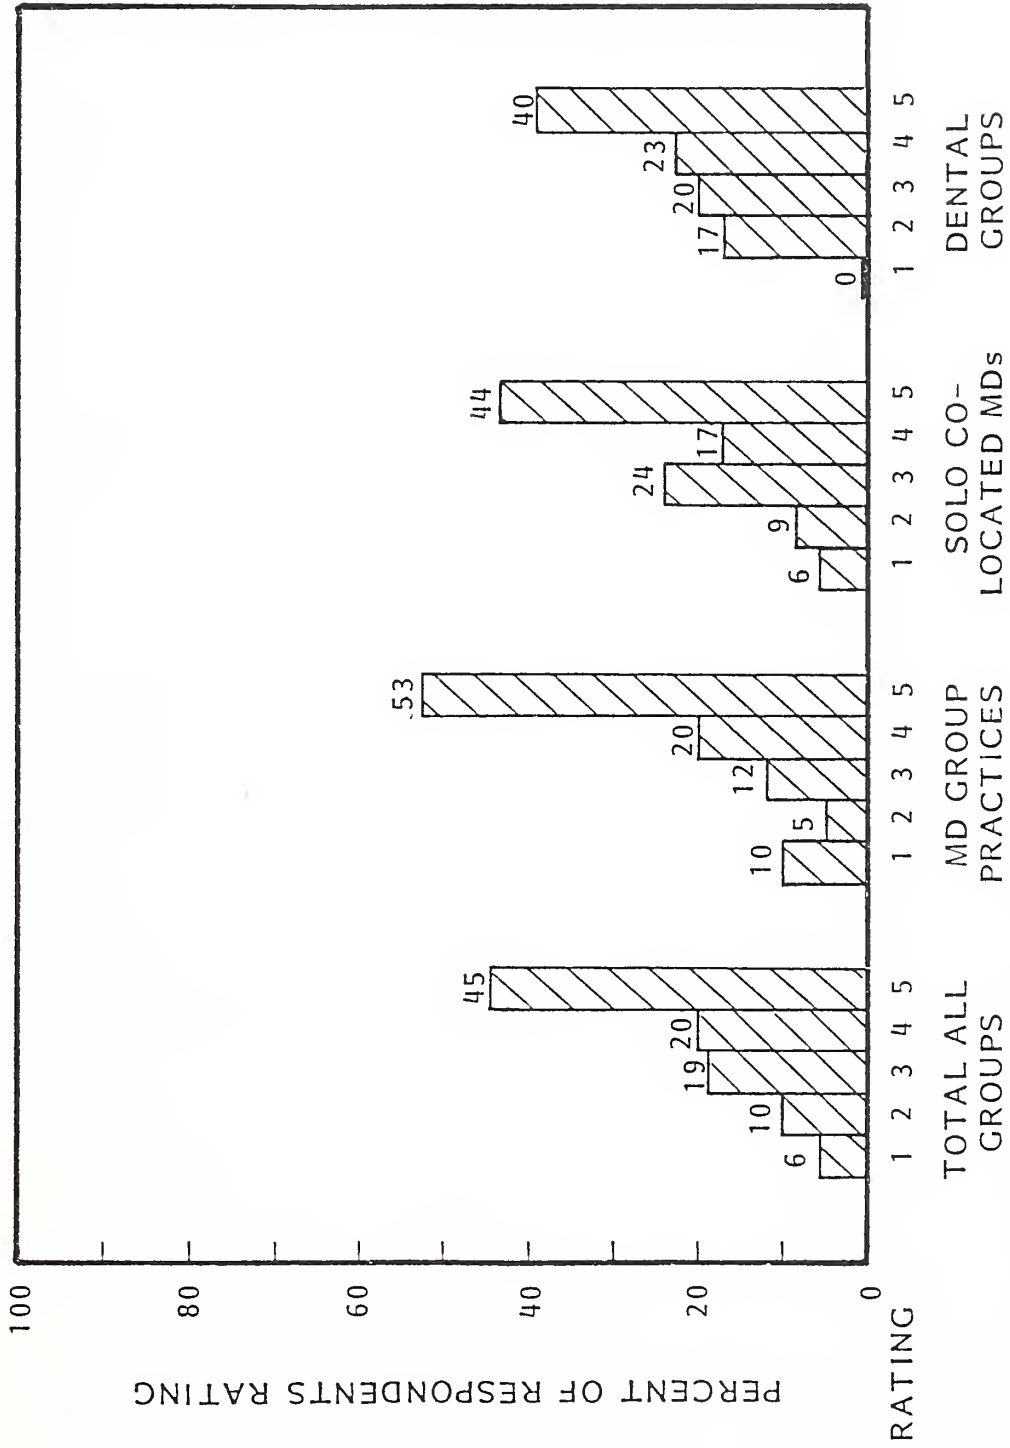 PERCENT OF RESPONDENTS RATING
100
80
60
40
20
0
6
10
19
20
45
10
5
12
20
53
6
9
24
17
44
0
17
20
23
40
RATING
1 2 3 4 5
1 2 3 4 5
1 2 3 4 5
1 2 3 4 5
TOTAL ALL
GROUPS
MD GROUP
PRACTICES
SOLO CO-
LOCATED MDs
DENTAL
GROUPS